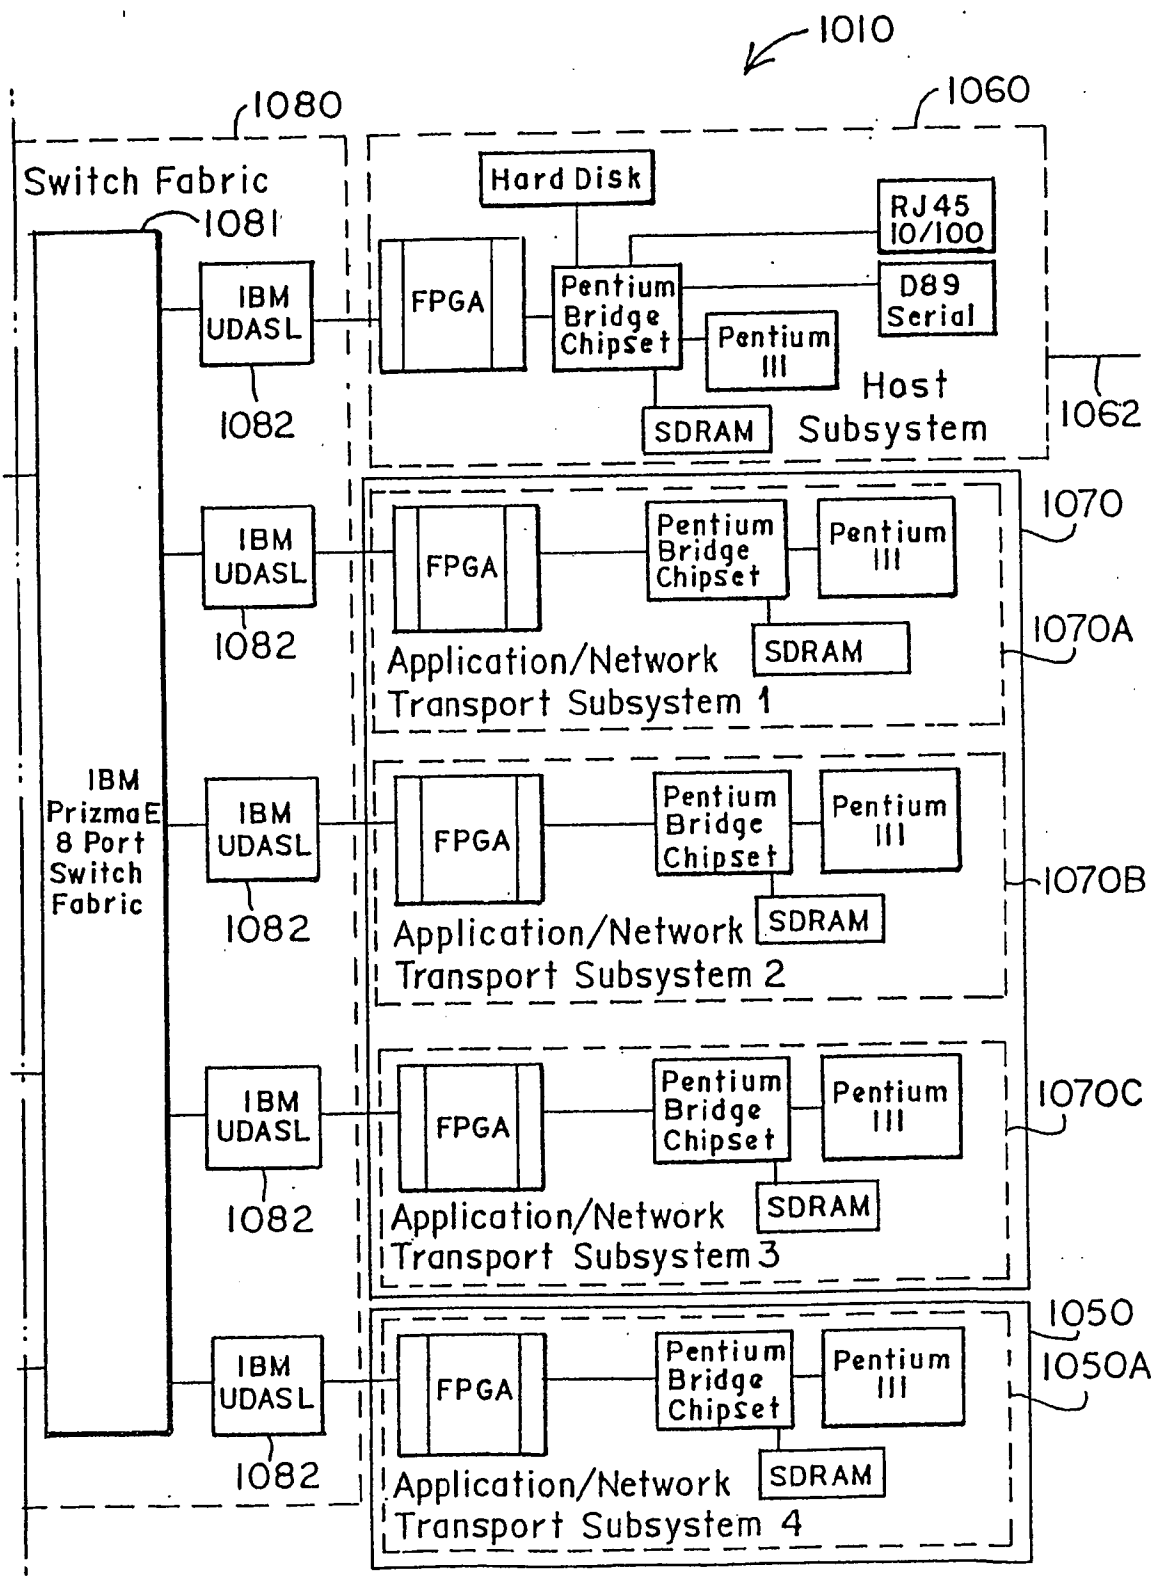 1010
1080
1060
Switch Fabric
1081
Hard Disk
RJ45
10/100
IBM
UDASL
FPGA
Pentium
Bridge
Chipset
D89
Serial
Pentium
III
1082
SDRAM
Host
Subsystem
1062
IBM
UDASL
FPGA
Pentium
Bridge
Chipset
Pentium
III
1070
1082
SDRAM
1070A
Application/Network
Transport Subsystem 1
IBM
PrizmaE
8 Port
Switch
Fabric
IBM
UDASL
FPGA
Pentium
Bridge
Chipset
Pentium
III
1070B
1082
SDRAM
Application/Network
Transport Subsystem 2
IBM
UDASL
FPGA
Pentium
Bridge
Chipset
Pentium
III
1070C
1082
SDRAM
Application/Network
Transport Subsystem 3
1050
IBM
UDASL
FPGA
Pentium
Bridge
Chipset
Pentium
III
1050A
1082
SDRAM
Application/Network
Transport Subsystem 4